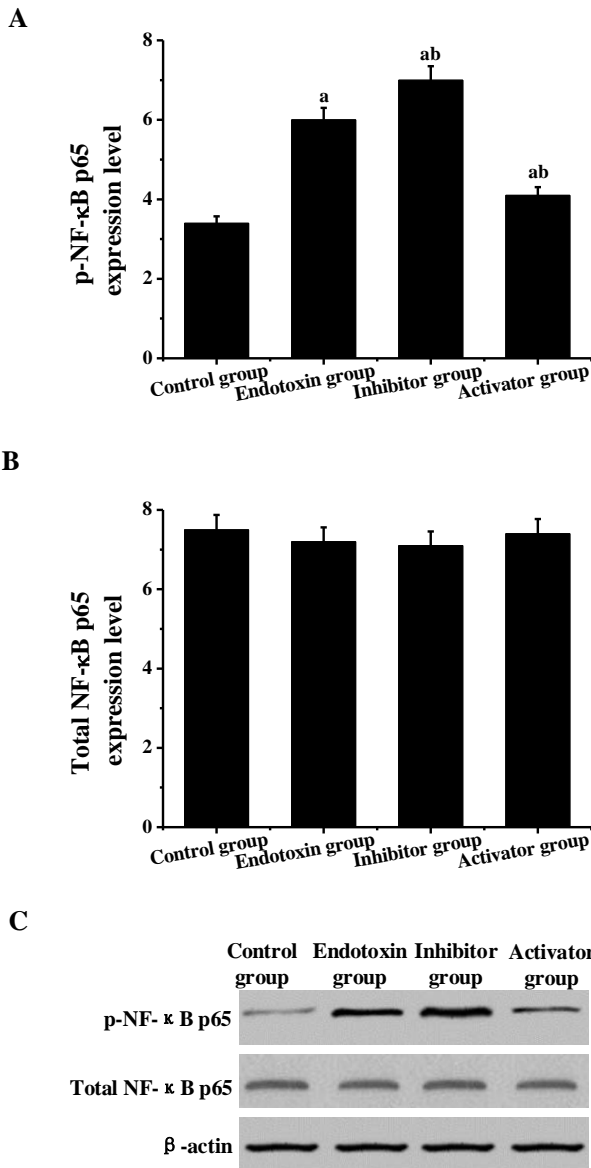 A
p-NF-κB p65
expression level
8
6
4
2
0
a
ab
ab
Control group
Endotoxin group
Inhibitor group
Activator group
B
Total NF-κB p65
expression level
8
6
4
2
0
Control group
Endotoxin group
Inhibitor group
Activator group
C
Control Endotoxin Inhibitor Activator
group group group group
p-NF-κB p65
Total NF-κB p65
β-actin